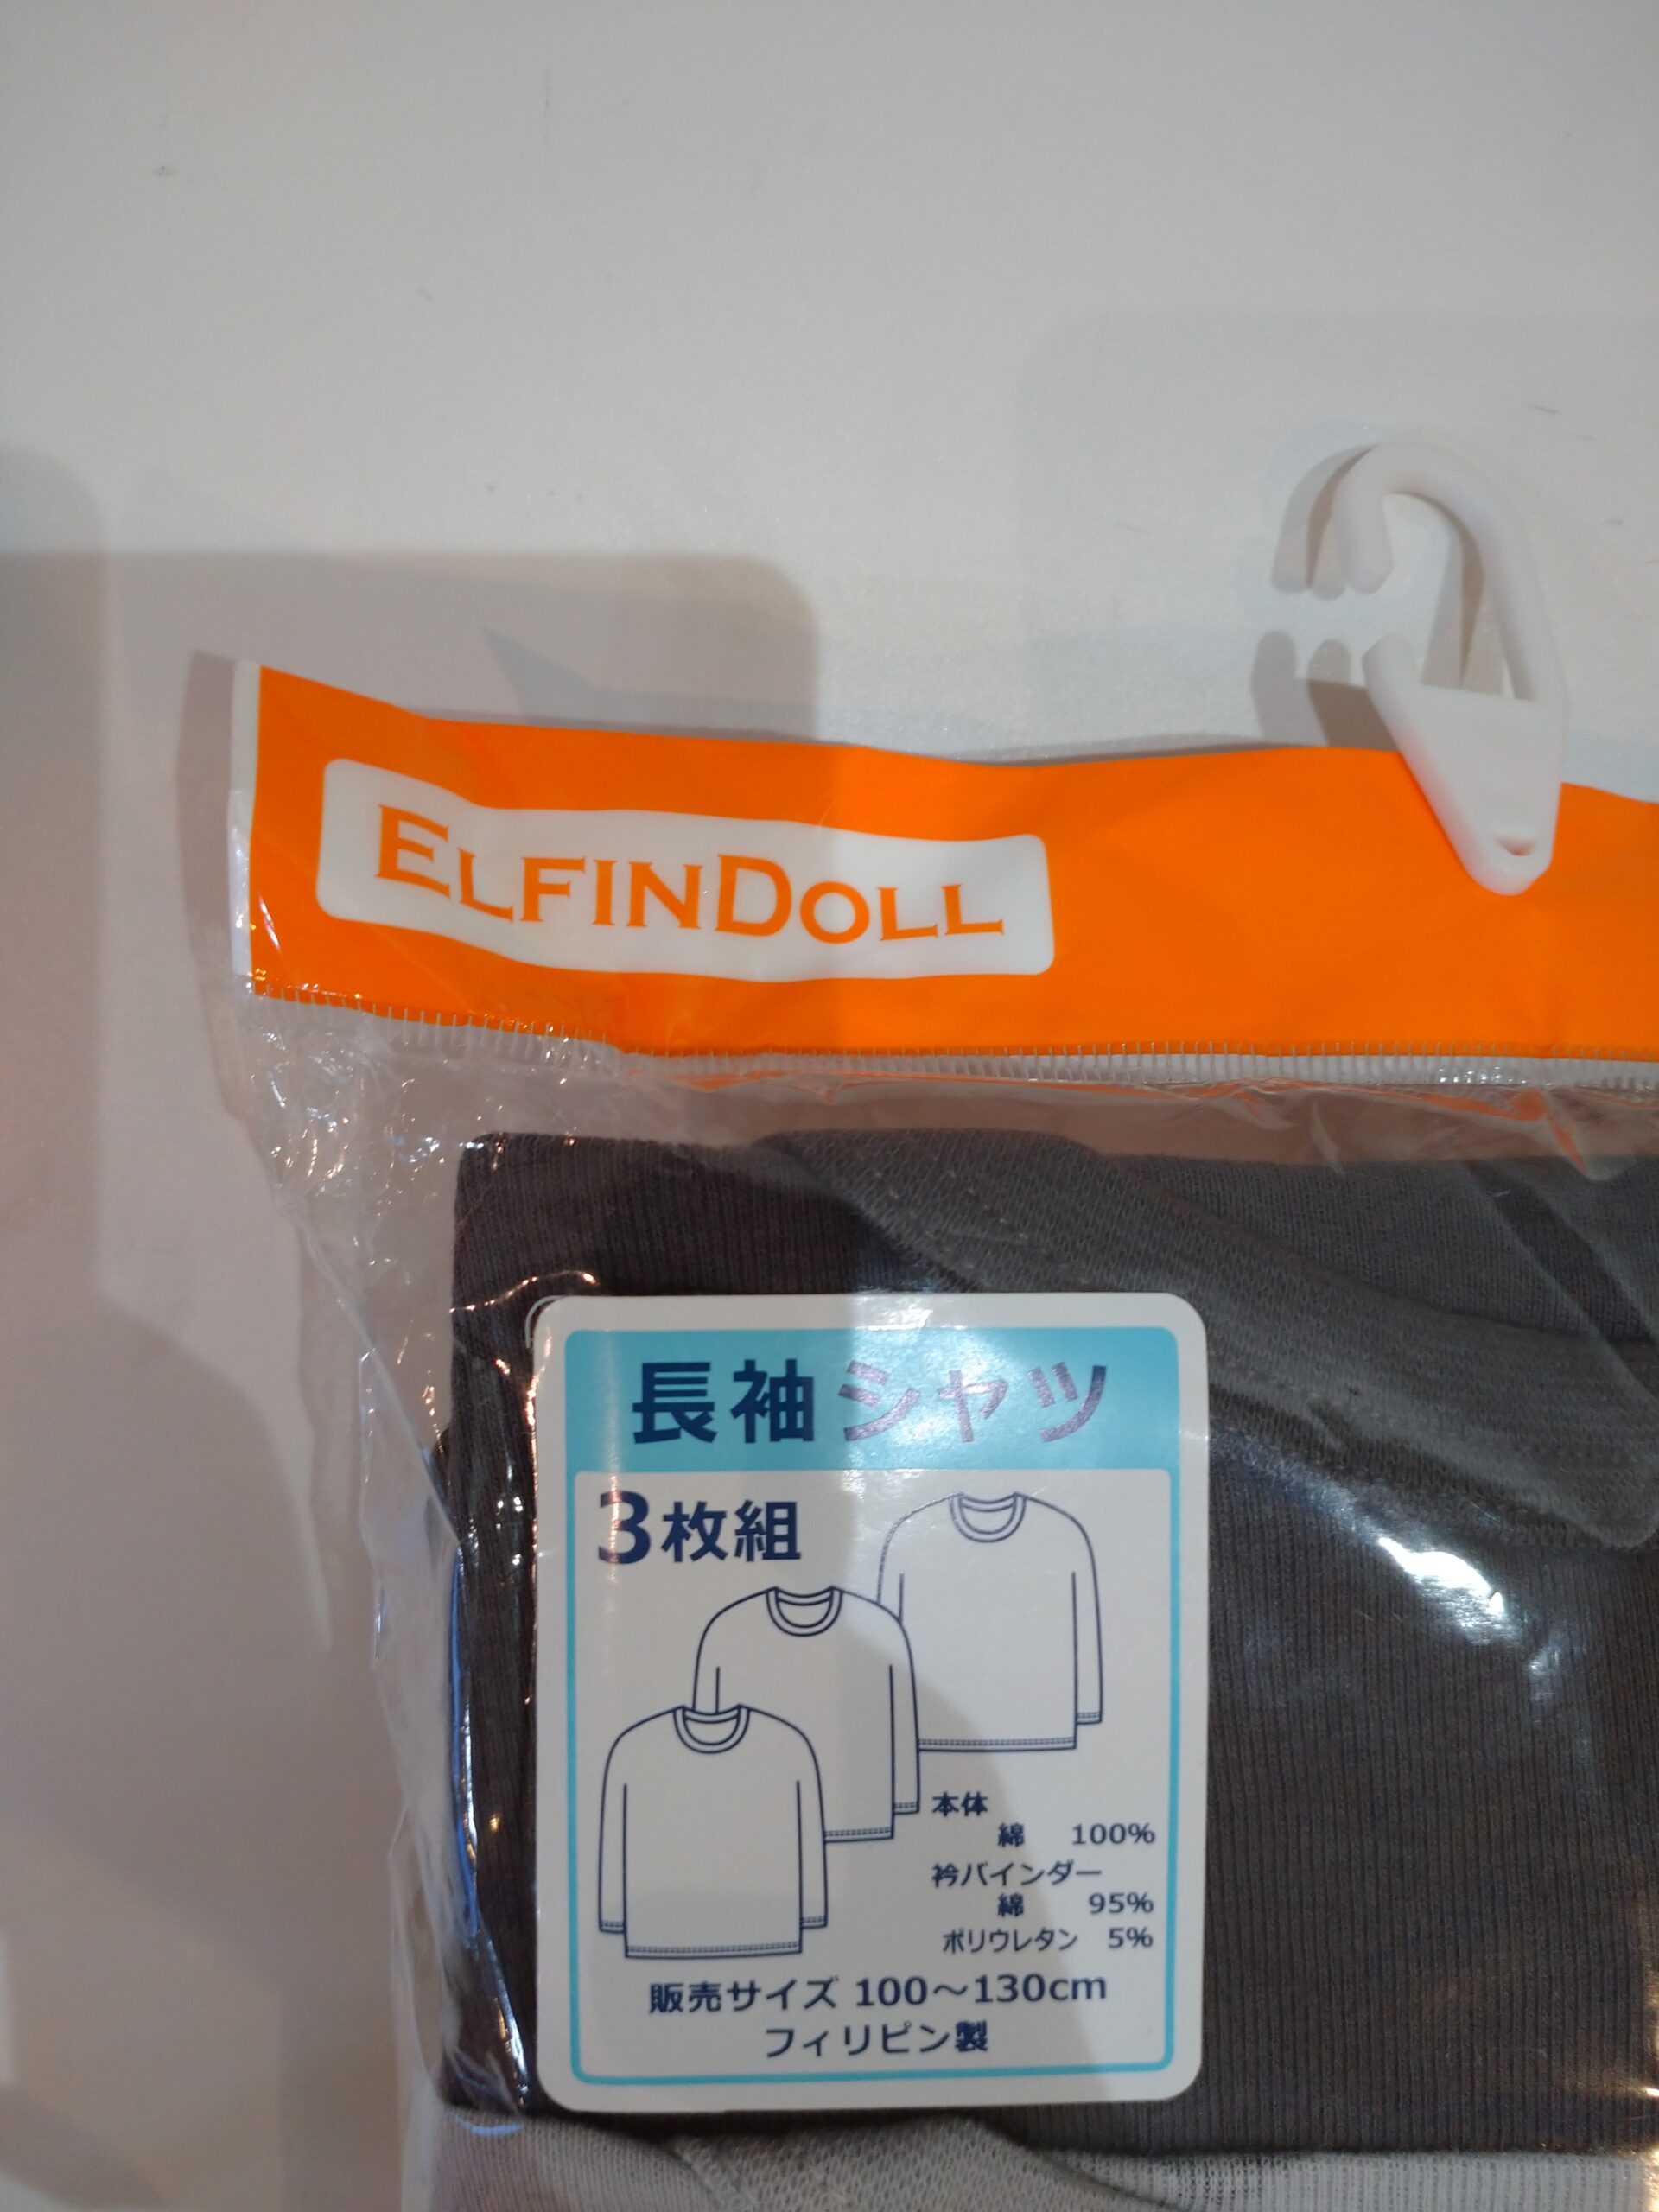 ELFINDOLL
長袖シャツ
3枚組
本体
綿 100%
衿バインダー
綿 95%
ポリウレタン 5%
販売サイズ 100～130cm
フィリピン製